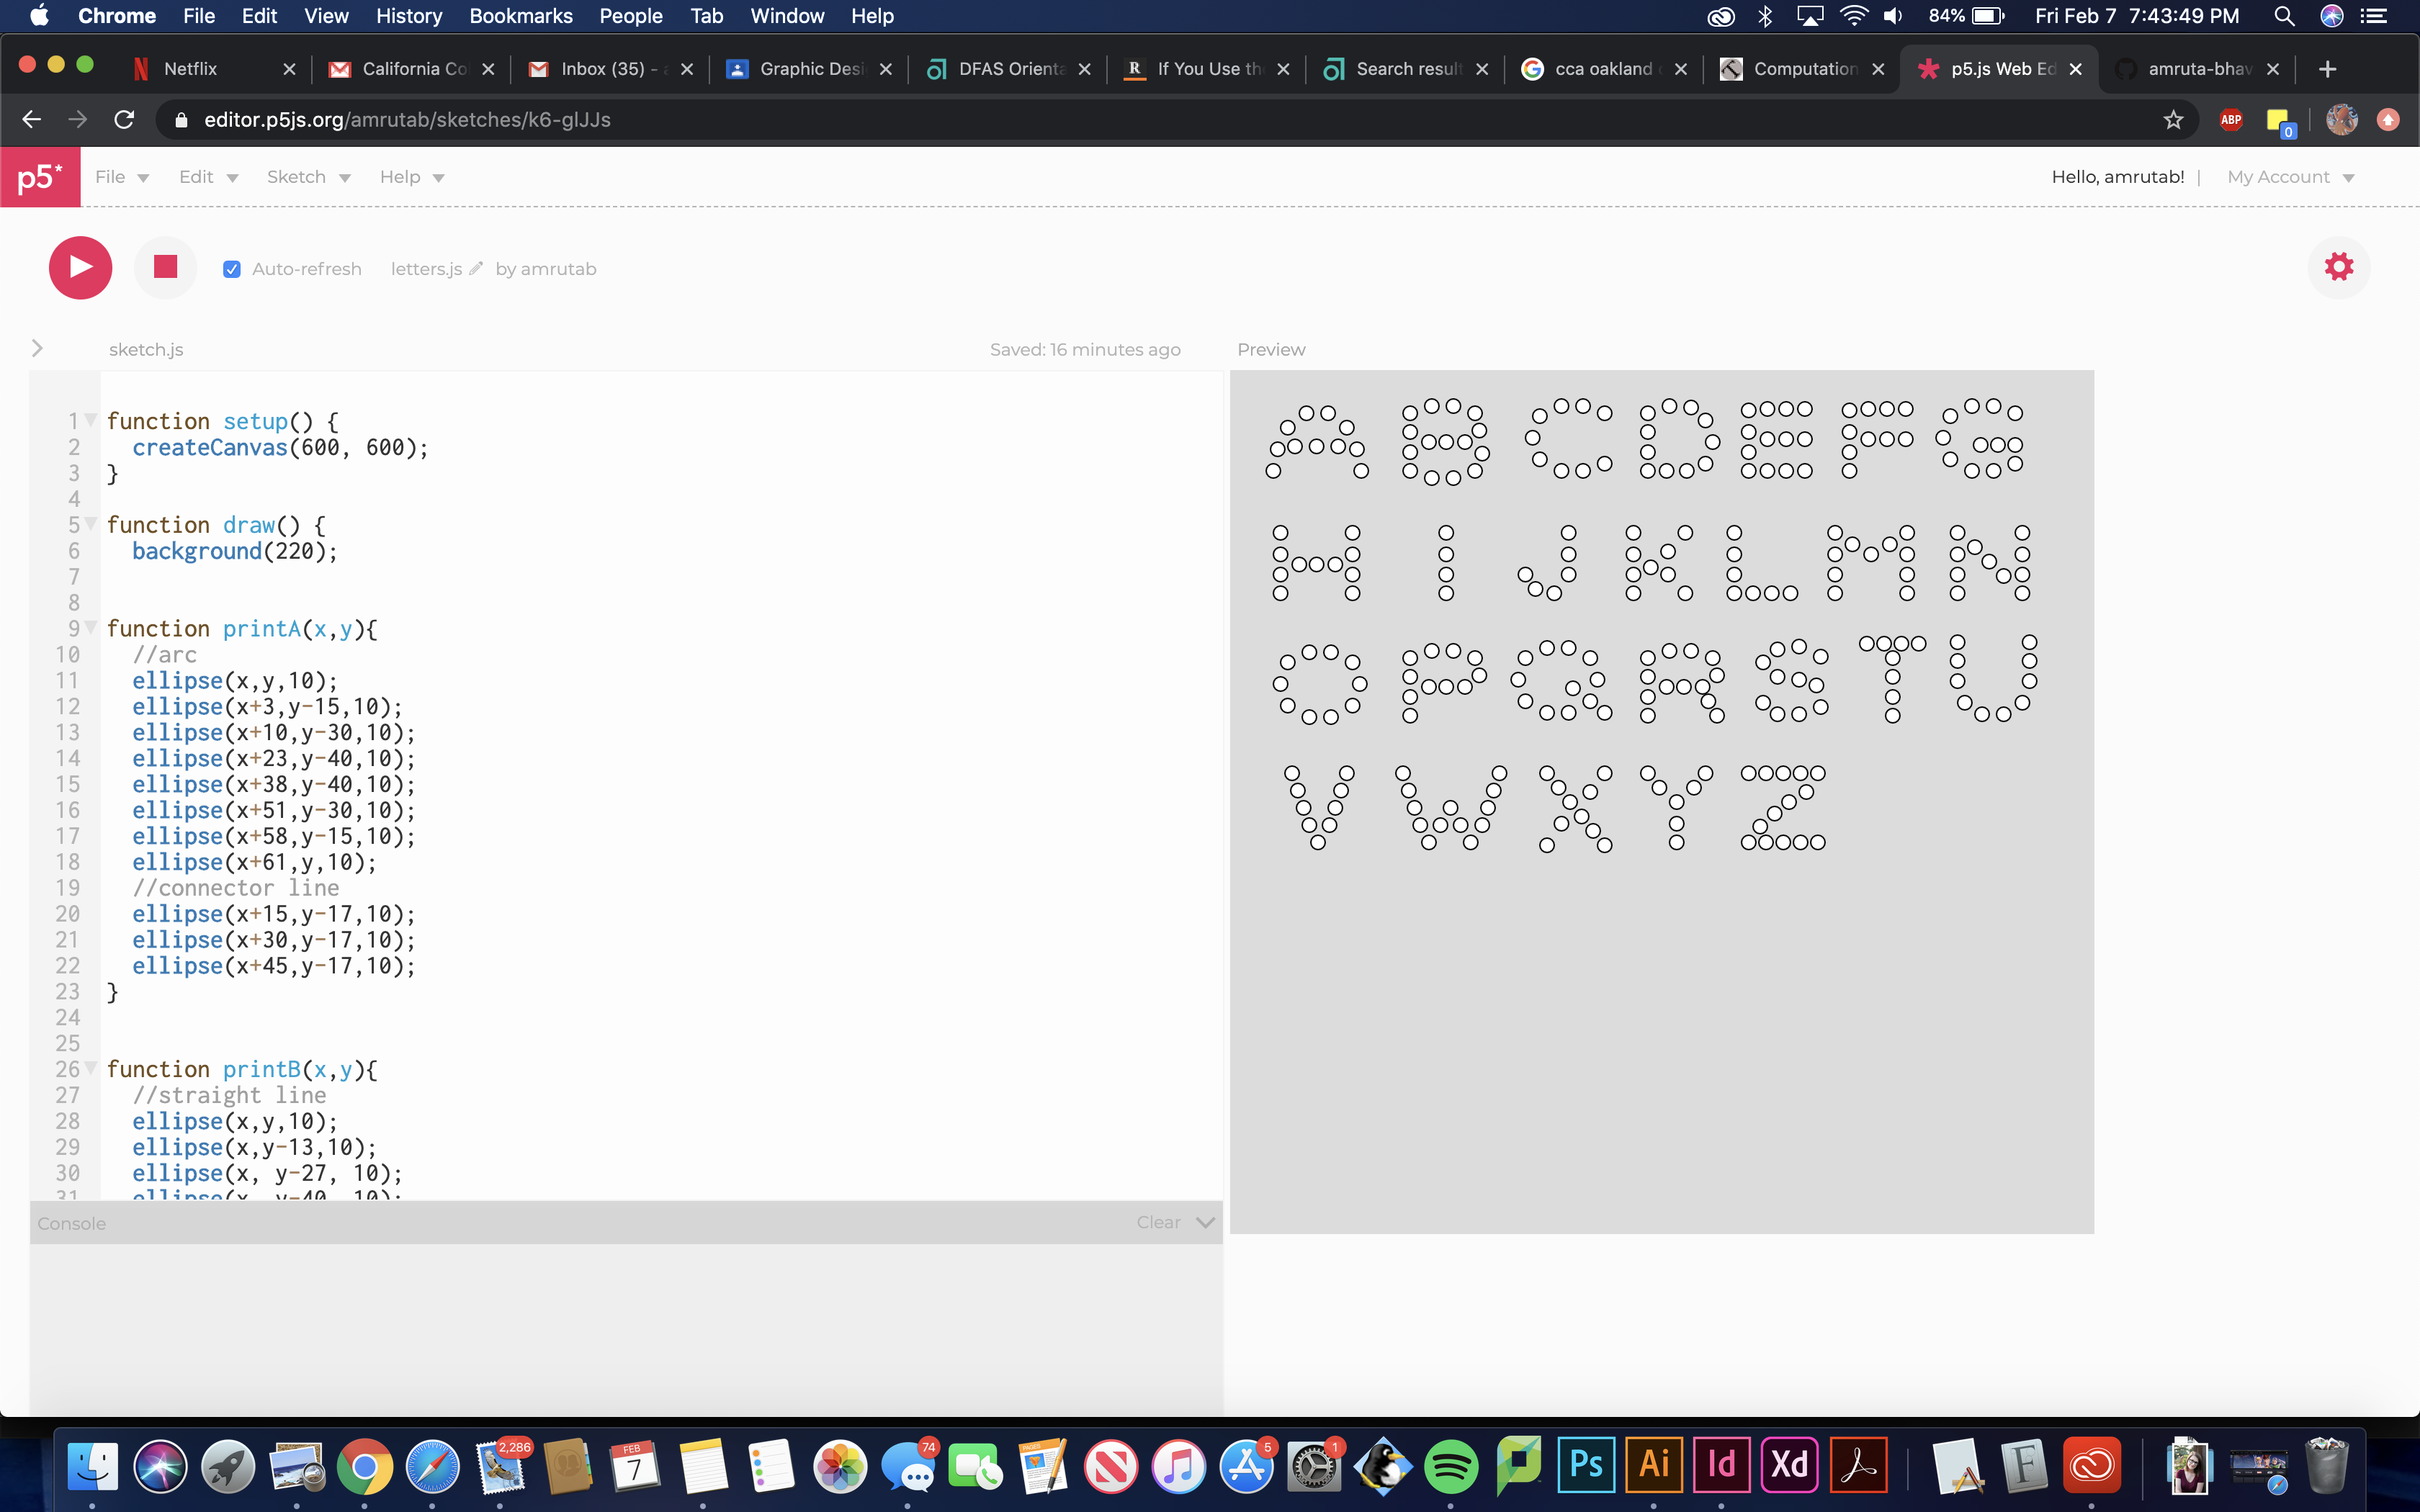 Chrome File Edit View History Bookmarks People Tab Window Help 84% Fri Feb 7 7:43:49 PM
Netflix California Co Inbox (35) - a Graphic Desi DFAS Orienta R If You Use th Search result cca oakland Computation p5.js Web Ed amruta-bhav
editor.p5js.org/amrutab/sketches/k6-glJJs ABP 0
p5* File Edit Sketch Help Hello, amrutab! | My Account
Auto-refresh letters.js by amrutab
sketch.js Saved: 16 minutes ago Preview
1 function setup() {
2 createCanvas(600, 600);
3 }
4
5 function draw() {
6 background(220);
7
8
9 function printA(x,y){
10 //arc
11 ellipse(x,y,10);
12 ellipse(x+3,y-15,10);
13 ellipse(x+10,y-30,10);
14 ellipse(x+23,y-40,10);
15 ellipse(x+38,y-40,10);
16 ellipse(x+51,y-30,10);
17 ellipse(x+58,y-15,10);
18 ellipse(x+61,y,10);
19 //connector line
20 ellipse(x+15,y-17,10);
21 ellipse(x+30,y-17,10);
22 ellipse(x+45,y-17,10);
23 }
24
25
26 function printB(x,y){
27 //straight line
28 ellipse(x,y,10);
29 ellipse(x,y-13,10);
30 ellipse(x, y-27, 10);
31 ellipse(x, y-40, 10);
Console Clear
A B C D E F G
H I J K L M N
O P Q R S T U
V W X Y Z
2,286 FEB 7 74 PAGES 5 1 Ps Ai Id Xd F